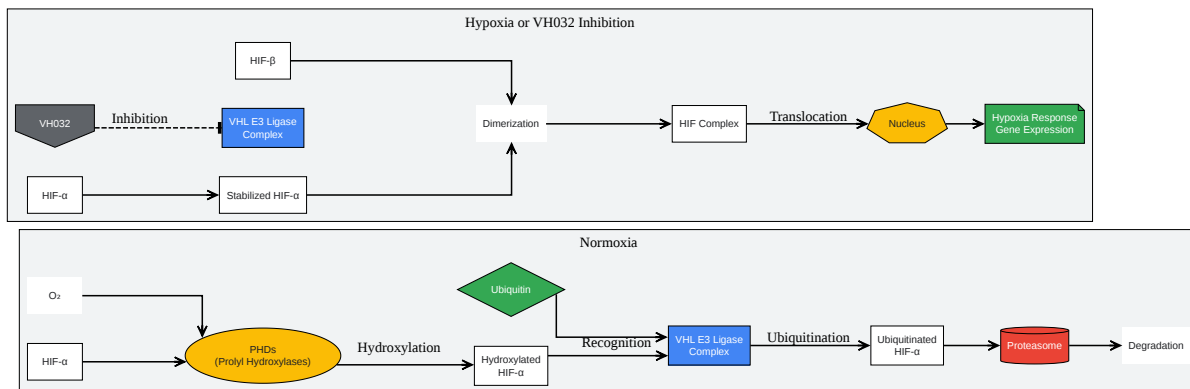 Hypoxia or VH032 Inhibition
HIF-β
VH032
Inhibition
VHL E3 Ligase
Complex
Dimerization
HIF Complex
Translocation
Nucleus
Hypoxia Response
Gene Expression
HIF-α
Stabilized HIF-α
Normoxia
O₂
Ubiquitin
HIF-α
PHDs
(Prolyl Hydroxylases)
Hydroxylation
Hydroxylated
HIF-α
Recognition
VHL E3 Ligase
Complex
Ubiquitination
Ubiquitinated
HIF-α
Proteasome
Degradation